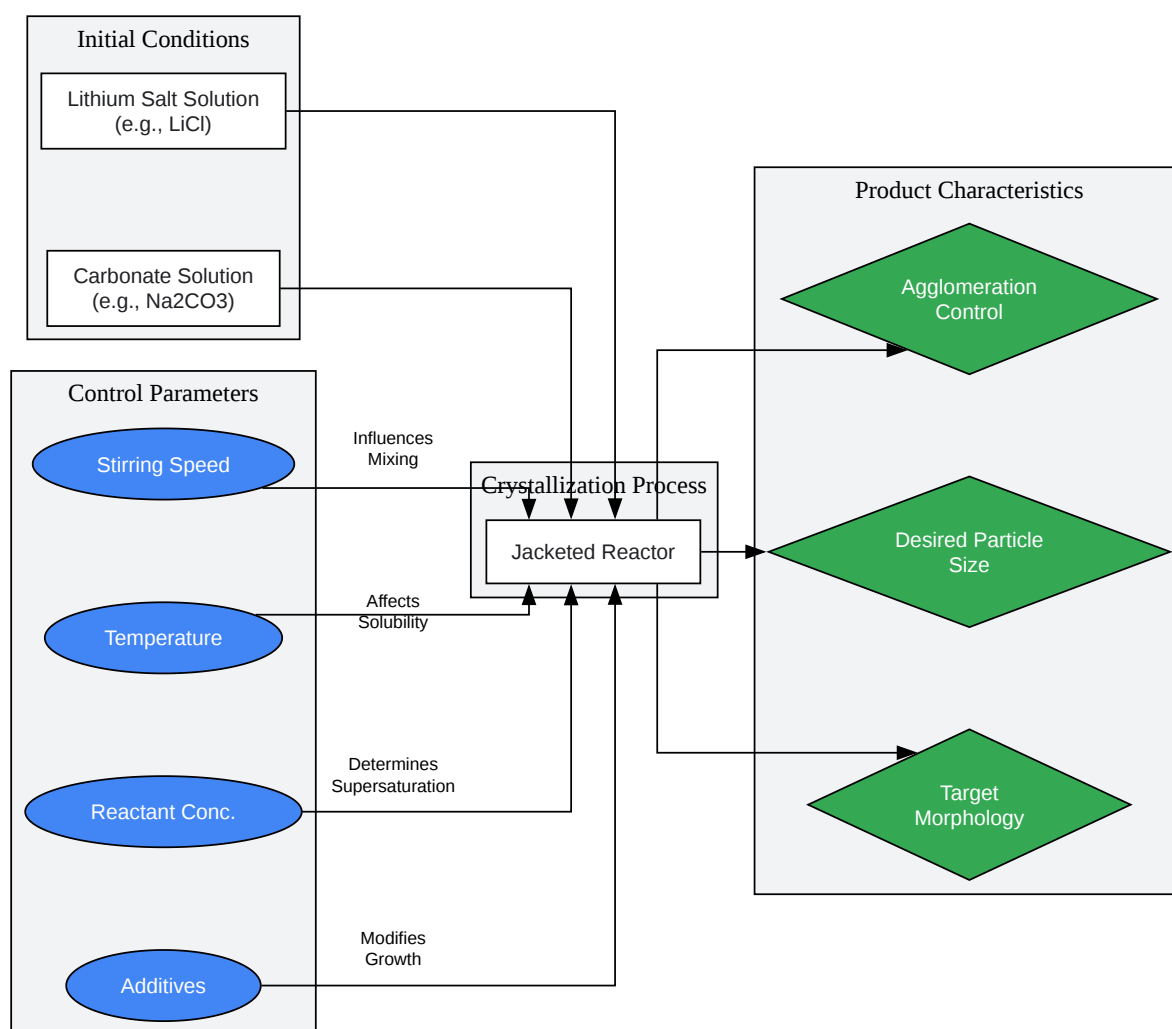 Initial Conditions
Lithium Salt Solution
(e.g., LiCl)
Carbonate Solution
(e.g., Na2CO3)
Control Parameters
Stirring Speed
Temperature
Reactant Conc.
Additives
Influences
Mixing
Affects
Solubility
Determines
Supersaturation
Modifies
Growth
Crystallization Process
Jacketed Reactor
Product Characteristics
Agglomeration
Control
Desired Particle
Size
Target
Morphology